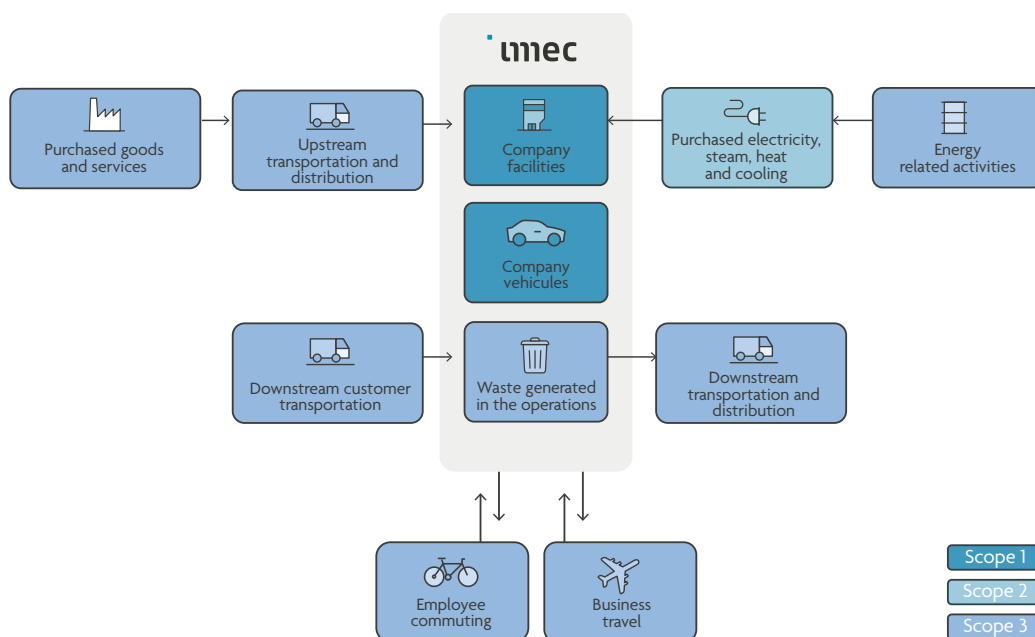 imec
Purchased goods
and services
Upstream
transportation and
distribution
Company
facilities
Purchased electricity,
steam, heat
and cooling
Energy
related activities
Company
vehicules
Downstream customer
transportation
Waste generated
in the operations
Downstream
transportation and
distribution
Employee
commuting
Business
travel
Scope 1
Scope 2
Scope 3